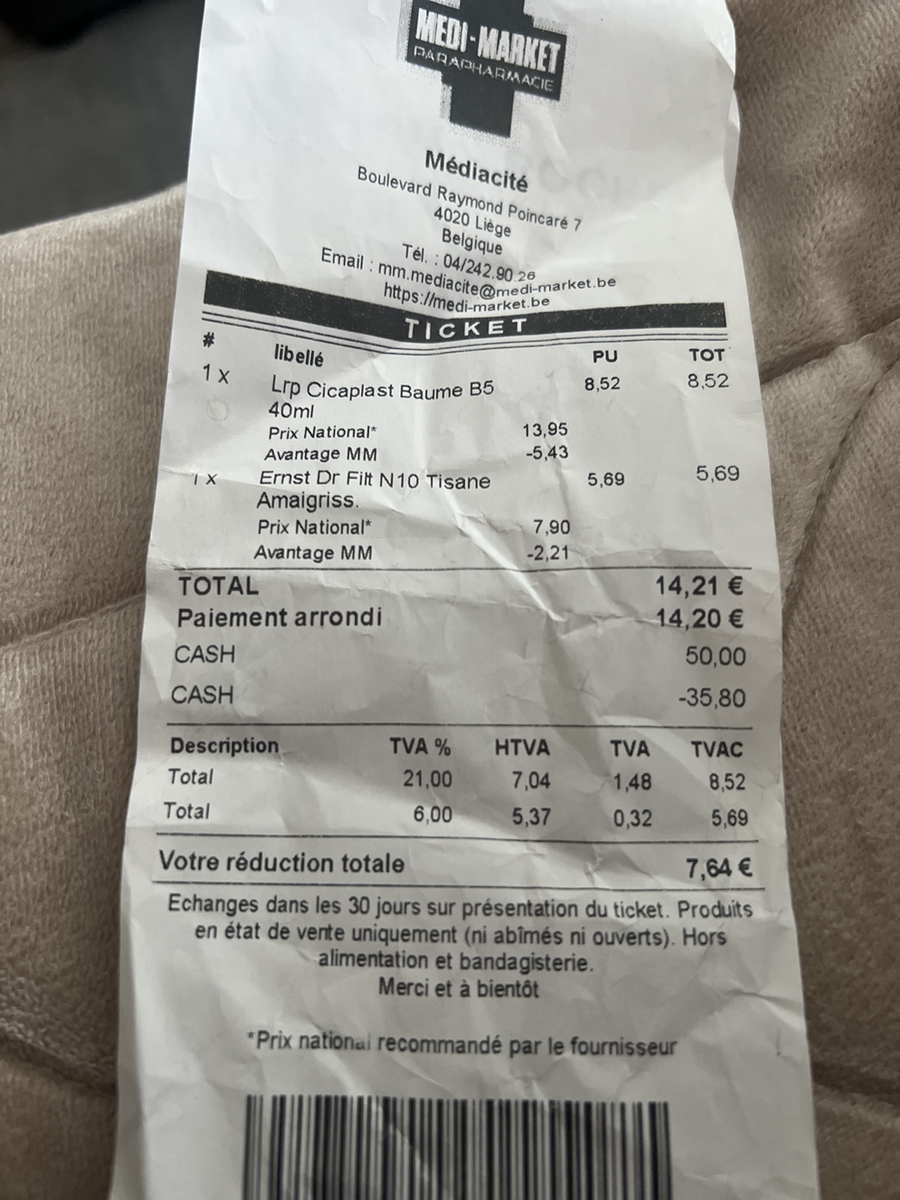 MEDI-MARKET
PARAPHARMACIE
Médiacité
Boulevard Raymond Poincaré 7
4020 Liège
Belgique
Tél. : 04/242.90 26
Email : mm.mediacite@medi-market.be
https://medi-market.be
TICKET
# libellé PU TOT
1 x Lrp Cicaplast Baume B5 8,52 8,52
40ml
Prix National* 13,95
Avantage MM -5,43
1 x Ernst Dr Filt N10 Tisane 5,69 5,69
Amaigriss.
Prix National* 7,90
Avantage MM -2,21
TOTAL 14,21 €
Paiement arrondi 14,20 €
CASH 50,00
CASH -35,80
Description TVA % HTVA TVA TVAC
Total 21,00 7,04 1,48 8,52
Total 6,00 5,37 0,32 5,69
Votre réduction totale 7,64 €
Echanges dans les 30 jours sur présentation du ticket. Produits
en état de vente uniquement (ni abîmés ni ouverts). Hors
alimentation et bandagisterie.
Merci et à bientôt
*Prix national recommandé par le fournisseur